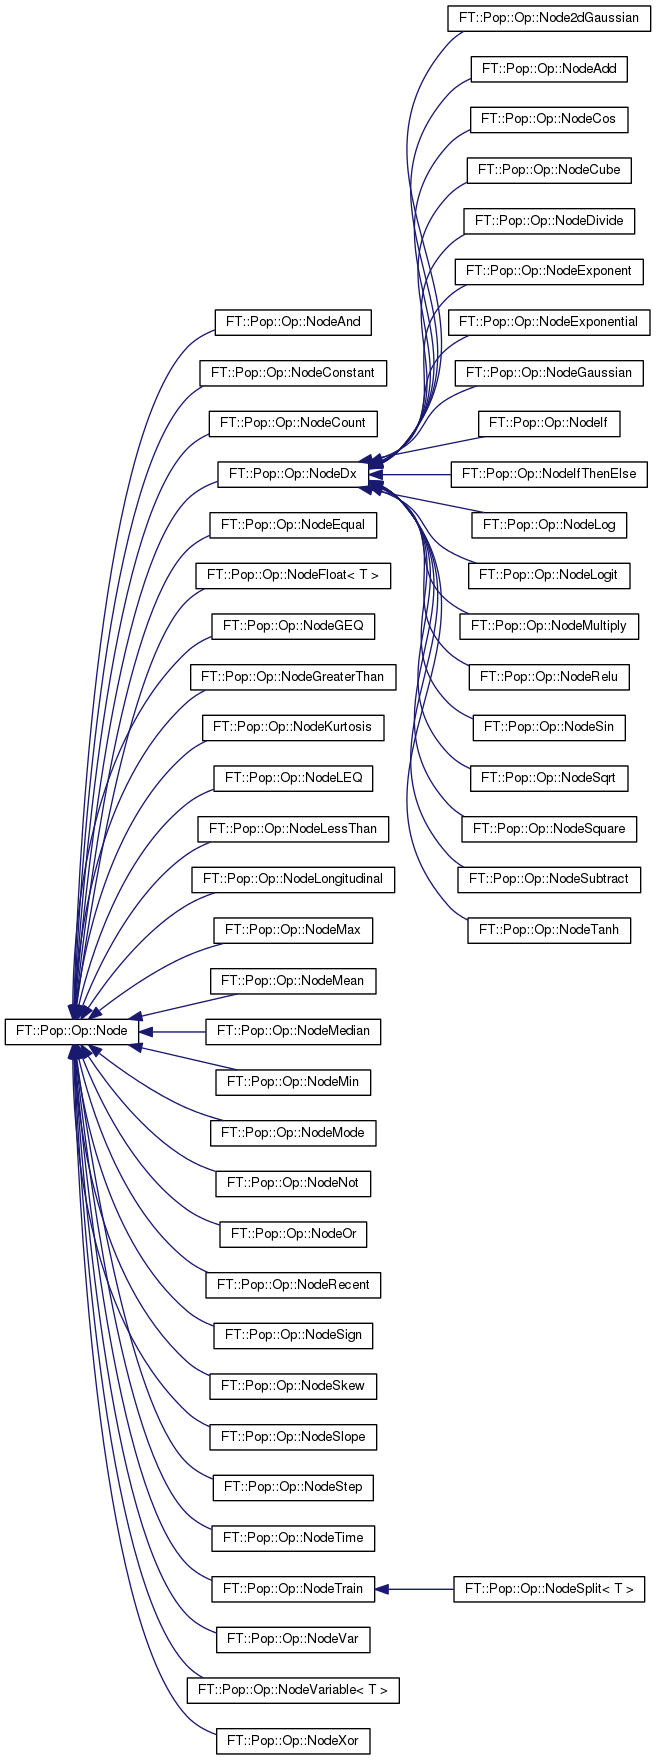 FT::Pop::Op::Node2dGaussian
FT::Pop::Op::NodeAdd
FT::Pop::Op::NodeCos
FT::Pop::Op::NodeCube
FT::Pop::Op::NodeDivide
FT::Pop::Op::NodeExponent
FT::Pop::Op::NodeAnd
FT::Pop::Op::NodeExponential
FT::Pop::Op::NodeConstant
FT::Pop::Op::NodeGaussian
FT::Pop::Op::NodeCount
FT::Pop::Op::NodeIf
FT::Pop::Op::NodeDx
FT::Pop::Op::NodeIfThenElse
FT::Pop::Op::NodeEqual
FT::Pop::Op::NodeLog
FT::Pop::Op::NodeFloat< T >
FT::Pop::Op::NodeLogit
FT::Pop::Op::NodeGEQ
FT::Pop::Op::NodeMultiply
FT::Pop::Op::NodeGreaterThan
FT::Pop::Op::NodeRelu
FT::Pop::Op::NodeKurtosis
FT::Pop::Op::NodeSin
FT::Pop::Op::NodeLEQ
FT::Pop::Op::NodeSqrt
FT::Pop::Op::NodeLessThan
FT::Pop::Op::NodeSquare
FT::Pop::Op::NodeLongitudinal
FT::Pop::Op::NodeSubtract
FT::Pop::Op::NodeMax
FT::Pop::Op::NodeTanh
FT::Pop::Op::NodeMean
FT::Pop::Op::Node
FT::Pop::Op::NodeMedian
FT::Pop::Op::NodeMin
FT::Pop::Op::NodeMode
FT::Pop::Op::NodeNot
FT::Pop::Op::NodeOr
FT::Pop::Op::NodeRecent
FT::Pop::Op::NodeSign
FT::Pop::Op::NodeSkew
FT::Pop::Op::NodeSlope
FT::Pop::Op::NodeStep
FT::Pop::Op::NodeTime
FT::Pop::Op::NodeTrain
FT::Pop::Op::NodeSplit< T >
FT::Pop::Op::NodeVar
FT::Pop::Op::NodeVariable< T >
FT::Pop::Op::NodeXor